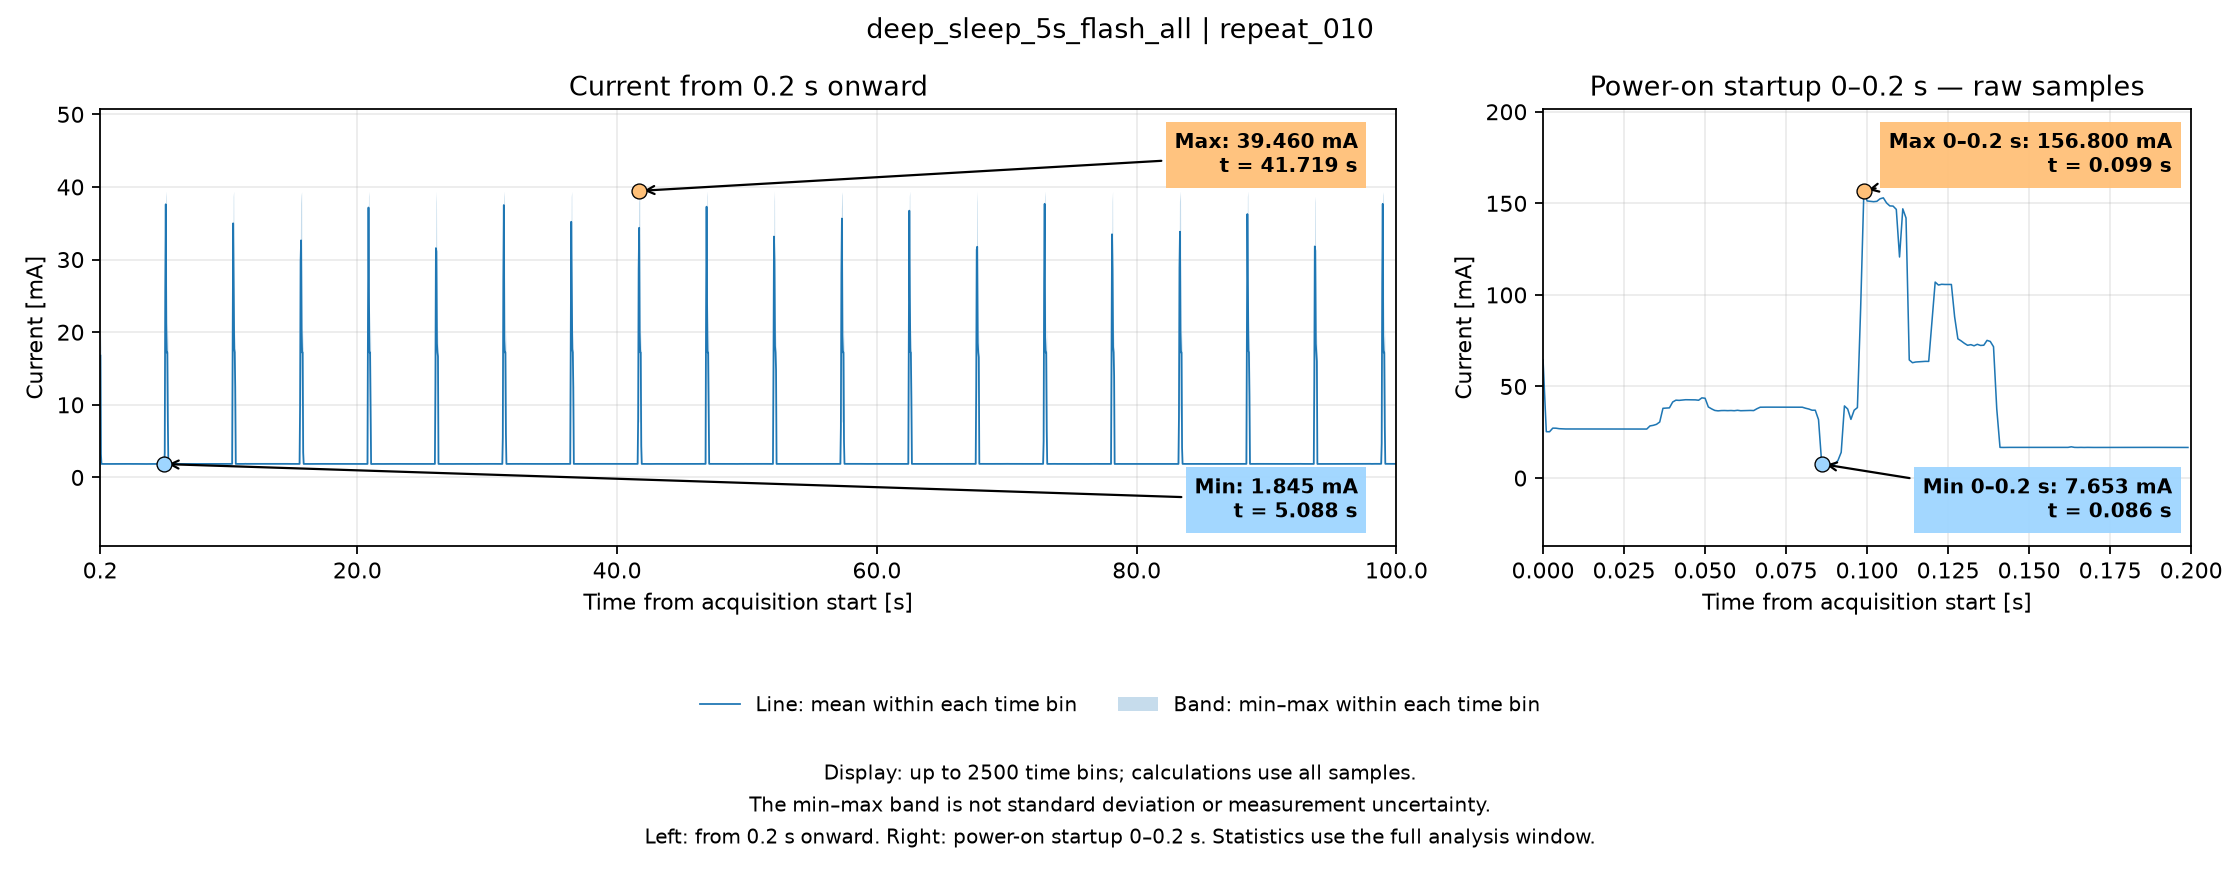 deep_sleep_5s_flash_all | repeat_010
Current from 0.2 s onward
Current [mA]
50
40
30
20
10
0
Max: 39.460 mA
t = 41.719 s
Min: 1.845 mA
t = 5.088 s
0.2
20.0
40.0
60.0
80.0
100.0
Time from acquisition start [s]
Power-on startup 0–0.2 s — raw samples
Current [mA]
200
150
100
50
0
Max 0–0.2 s: 156.800 mA
t = 0.099 s
Min 0–0.2 s: 7.653 mA
t = 0.086 s
0.000
0.025
0.050
0.075
0.100
0.125
0.150
0.175
0.200
Time from acquisition start [s]
Line: mean within each time bin
Band: min–max within each time bin
Display: up to 2500 time bins; calculations use all samples.
The min–max band is not standard deviation or measurement uncertainty.
Left: from 0.2 s onward. Right: power-on startup 0–0.2 s. Statistics use the full analysis window.